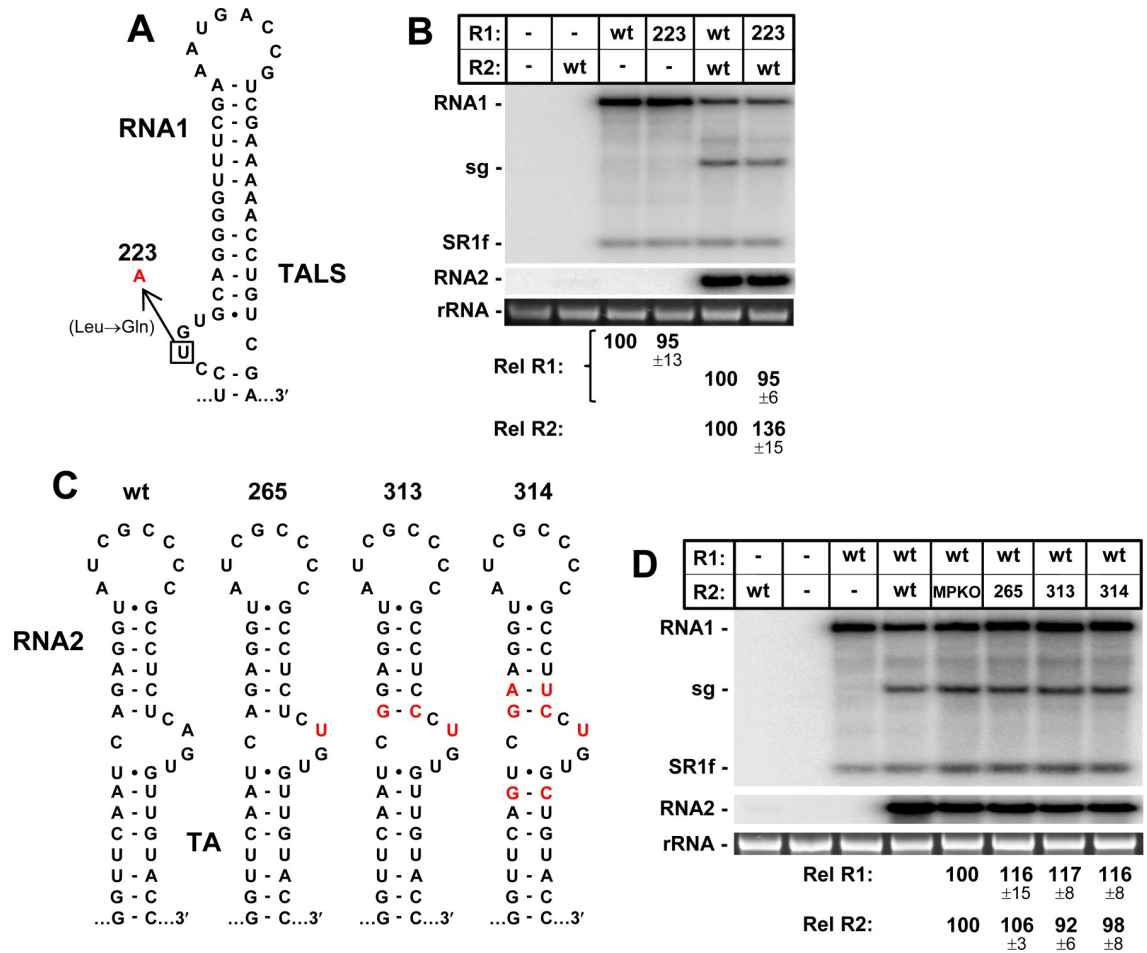 A
U G A C
A C
A G
A - U
G - C
C - G
U - A
U - A
U - A
G - A
G - A
G - C
G - C
A - U
C - G
G • U
U
G
U C
C
C G
...U - A...3′
RNA1
TALS
223
A
(Leu→Gln)
B
R1: - - wt 223 wt 223
R2: - wt - - wt wt
RNA1 -
sg -
SR1f -
RNA2 -
rRNA -
Rel R1: 100 95 ±13
100 95 ±6
Rel R2: 100 136 ±15
C
wt 265 313 314
RNA2
TA
C G C C C G C C C G C C C G C C
U C U C U C U C
A C A C A C A C
U • G U • G U • G U • G
G - C G - C G - C G - C
G - C G - C G - C G - C
A - U A - U A - U A - U
G - C G - C G - C A - U
A - U A - U G - C G - C
C A C U C U C U
C U G C U G C U G C U G
U • G U • G U • G U • G
A - U A - U A - U G - C
A - U A - U A - U A - U
C - G C - G C - G C - G
U - U U - U U - U U - U
U - A U - A U - A U - A
G - C G - C G - C G - C
...G - C...3′ ...G - C...3′ ...G - C...3′ ...G - C...3′
D
R1: - - wt wt wt wt wt wt
R2: wt - - wt MPKO 265 313 314
RNA1 -
sg -
SR1f -
RNA2 -
rRNA -
Rel R1: 100 116 117 116
±15 ±8 ±8
Rel R2: 100 106 92 98
±3 ±6 ±8